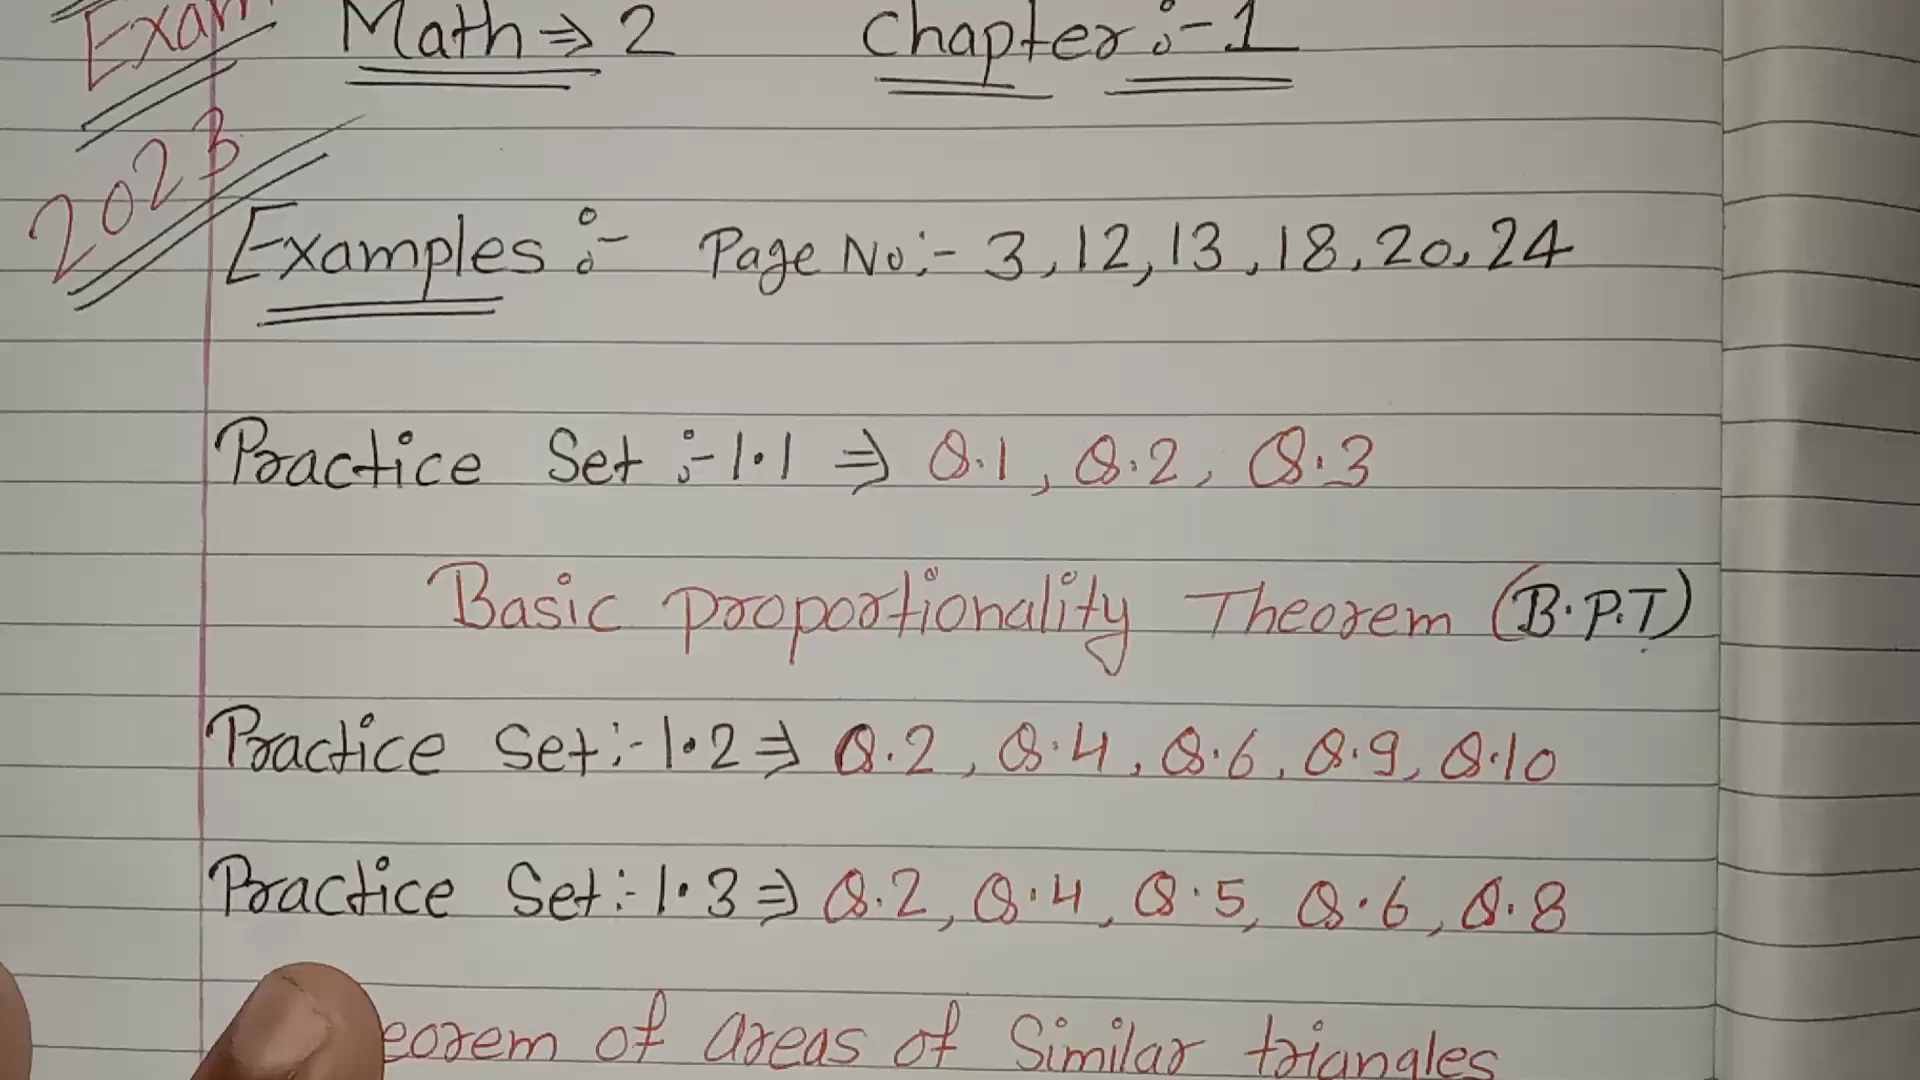 Exam Math ⇒ 2 Chapter :- 1
2023
Examples :- Page No :- 3, 12, 13, 18, 20, 24
Practice Set :- 1.1 ⇒ Q.1, Q.2, Q.3
Basic proportionality Theorem (B.P.T)
Practice Set :- 1.2 ⇒ Q.2, Q.4, Q.6, Q.9, Q.10
Practice Set :- 1.3 ⇒ Q.2, Q.4, Q.5, Q.6, Q.8
eorem of areas of Similar triangles